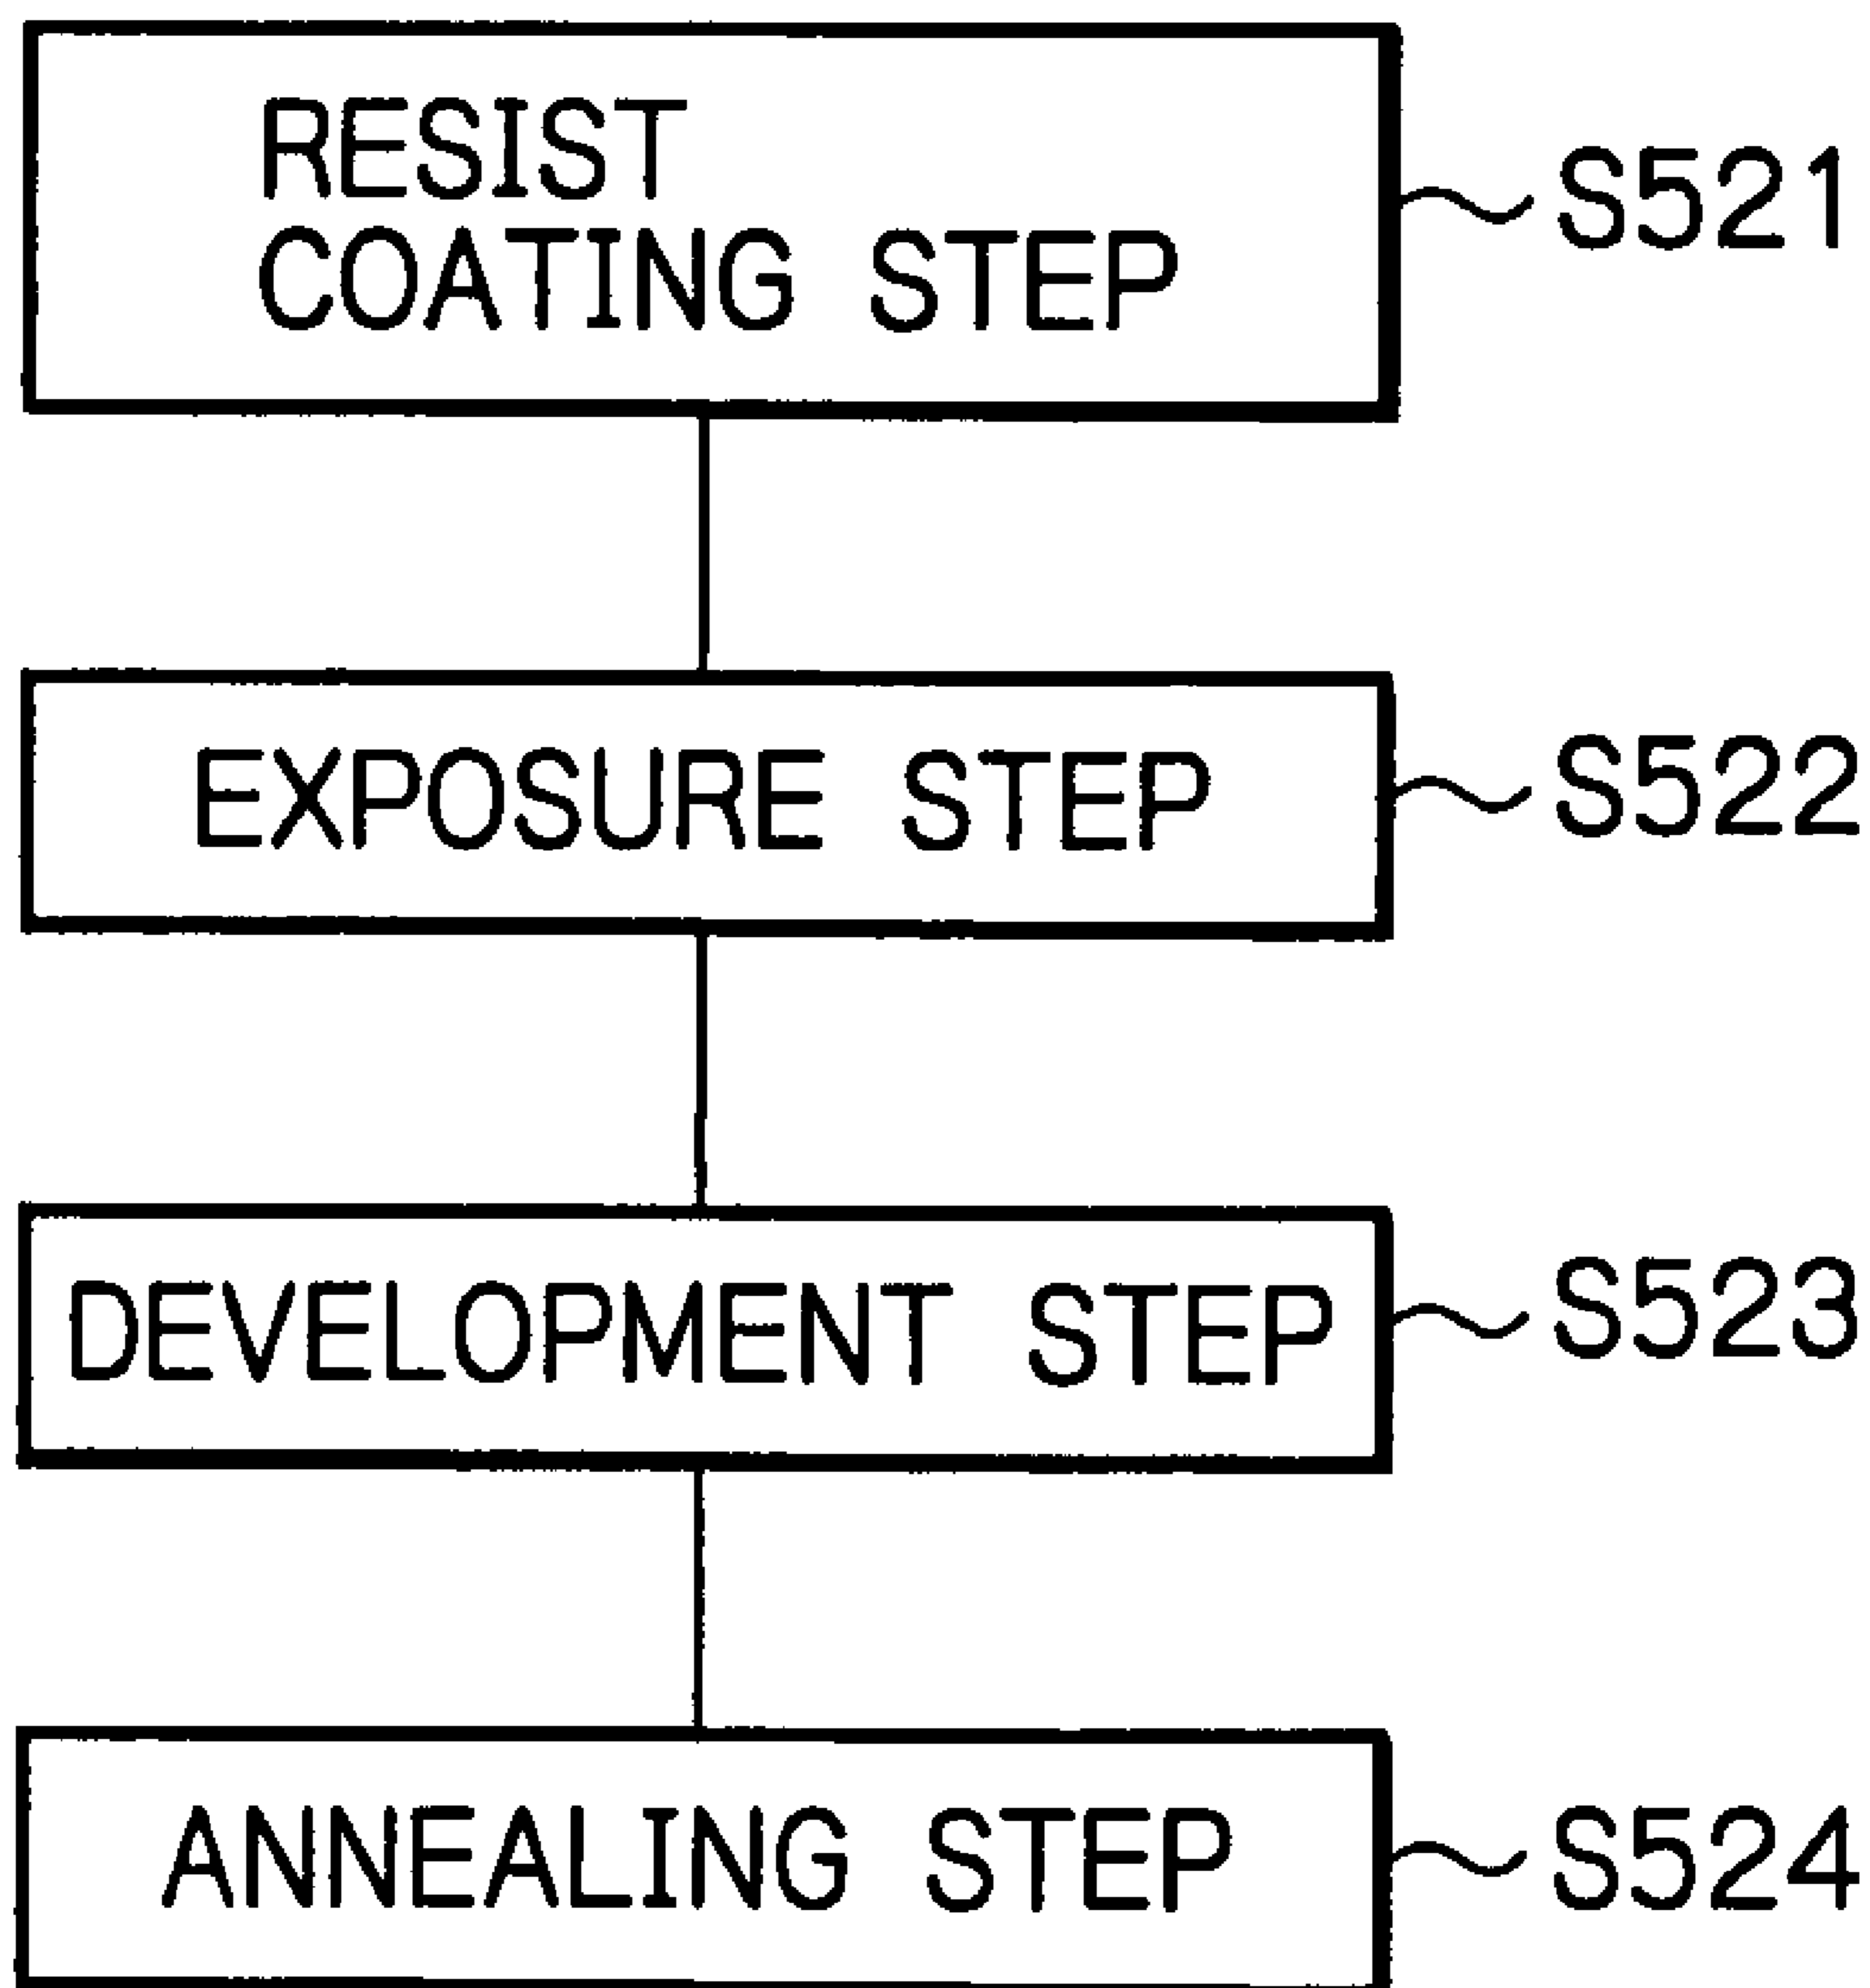 RESIST
COATING STEP
S521
EXPOSURE STEP
S522
DEVELOPMENT STEP
S523
ANNEALING STEP
S524